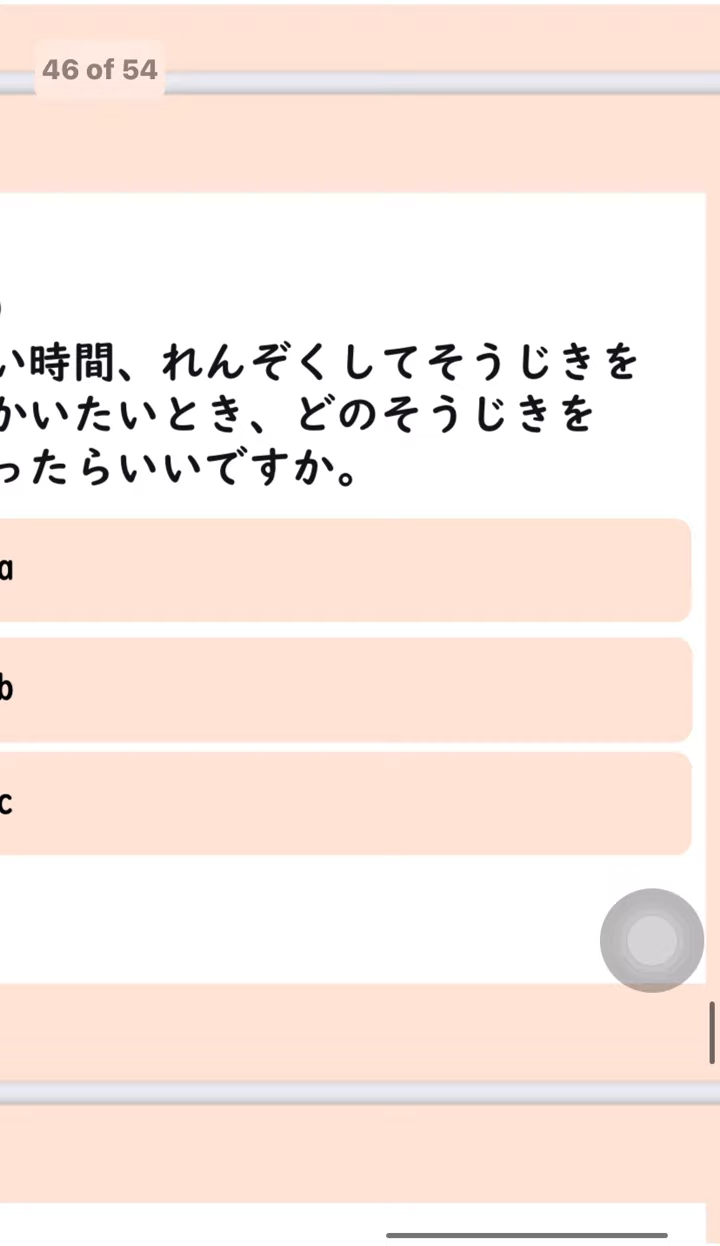 46 of 54
い時間、れんぞくしてそうじきを
かいたいとき、どのそうじきを
ったらいいですか。
a
b
c